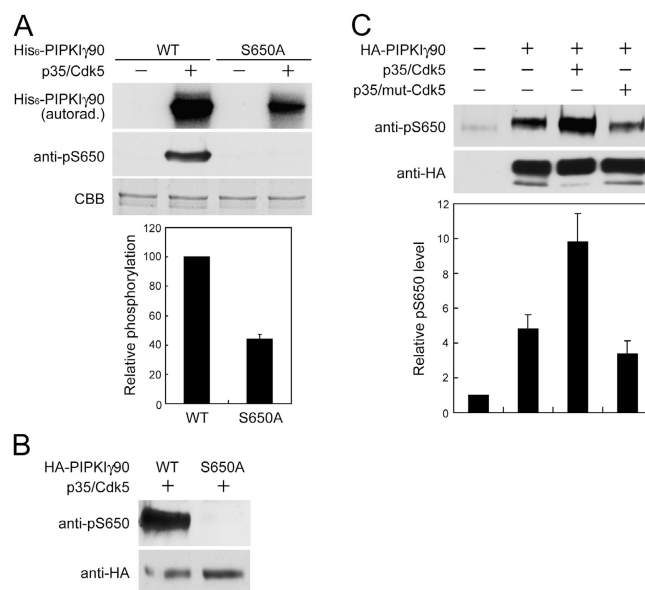 A
His₆-PIPKIγ90 WT S650A
p35/Cdk5 − + − +
His₆-PIPKIγ90
(autorad.)
anti-pS650
CBB
Relative phosphorylation
120
100
80
60
40
20
0
WT S650A
B
HA-PIPKIγ90 WT S650A
p35/Cdk5 + +
anti-pS650
anti-HA
C
HA-PIPKIγ90 − + + +
p35/Cdk5 − − + −
p35/mut-Cdk5 − − − +
anti-pS650
anti-HA
Relative pS650 level
12
10
8
6
4
2
0